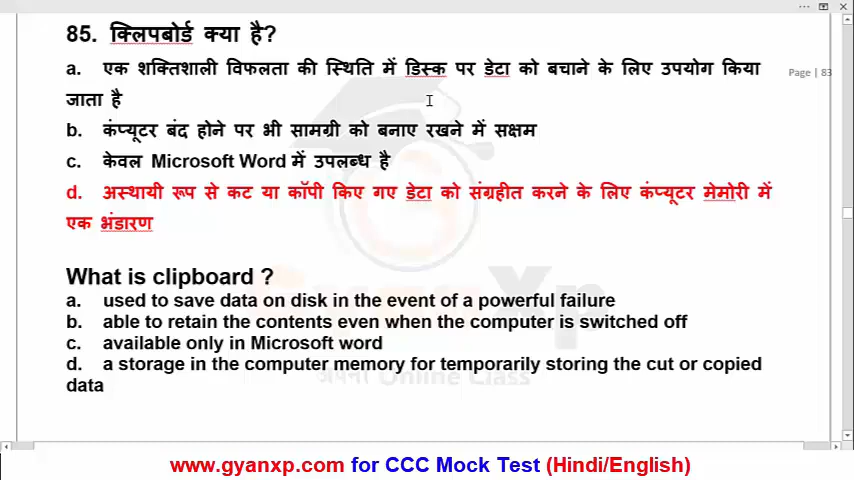 85. क्लिपबोर्ड क्या है?
a. एक शक्तिशाली विफलता की स्थिति में डिस्क पर डेटा को बचाने के लिए उपयोग किया
Page | 83
जाता है
b. कंप्यूटर बंद होने पर भी सामग्री को बनाए रखने में सक्षम
c. केवल Microsoft Word में उपलब्ध है
d. अस्थायी रूप से कट या कॉपी किए गए डेटा को संग्रहीत करने के लिए कंप्यूटर मेमोरी में
एक भंडारण
GyanXp
What is clipboard ?
a. used to save data on disk in the event of a powerful failure
b. able to retain the contents even when the computer is switched off
c. available only in Microsoft word
d. a storage in the computer memory for temporarily storing the cut or copied
अपना Online Class
data
www.gyanxp.com for CCC Mock Test (Hindi/English)